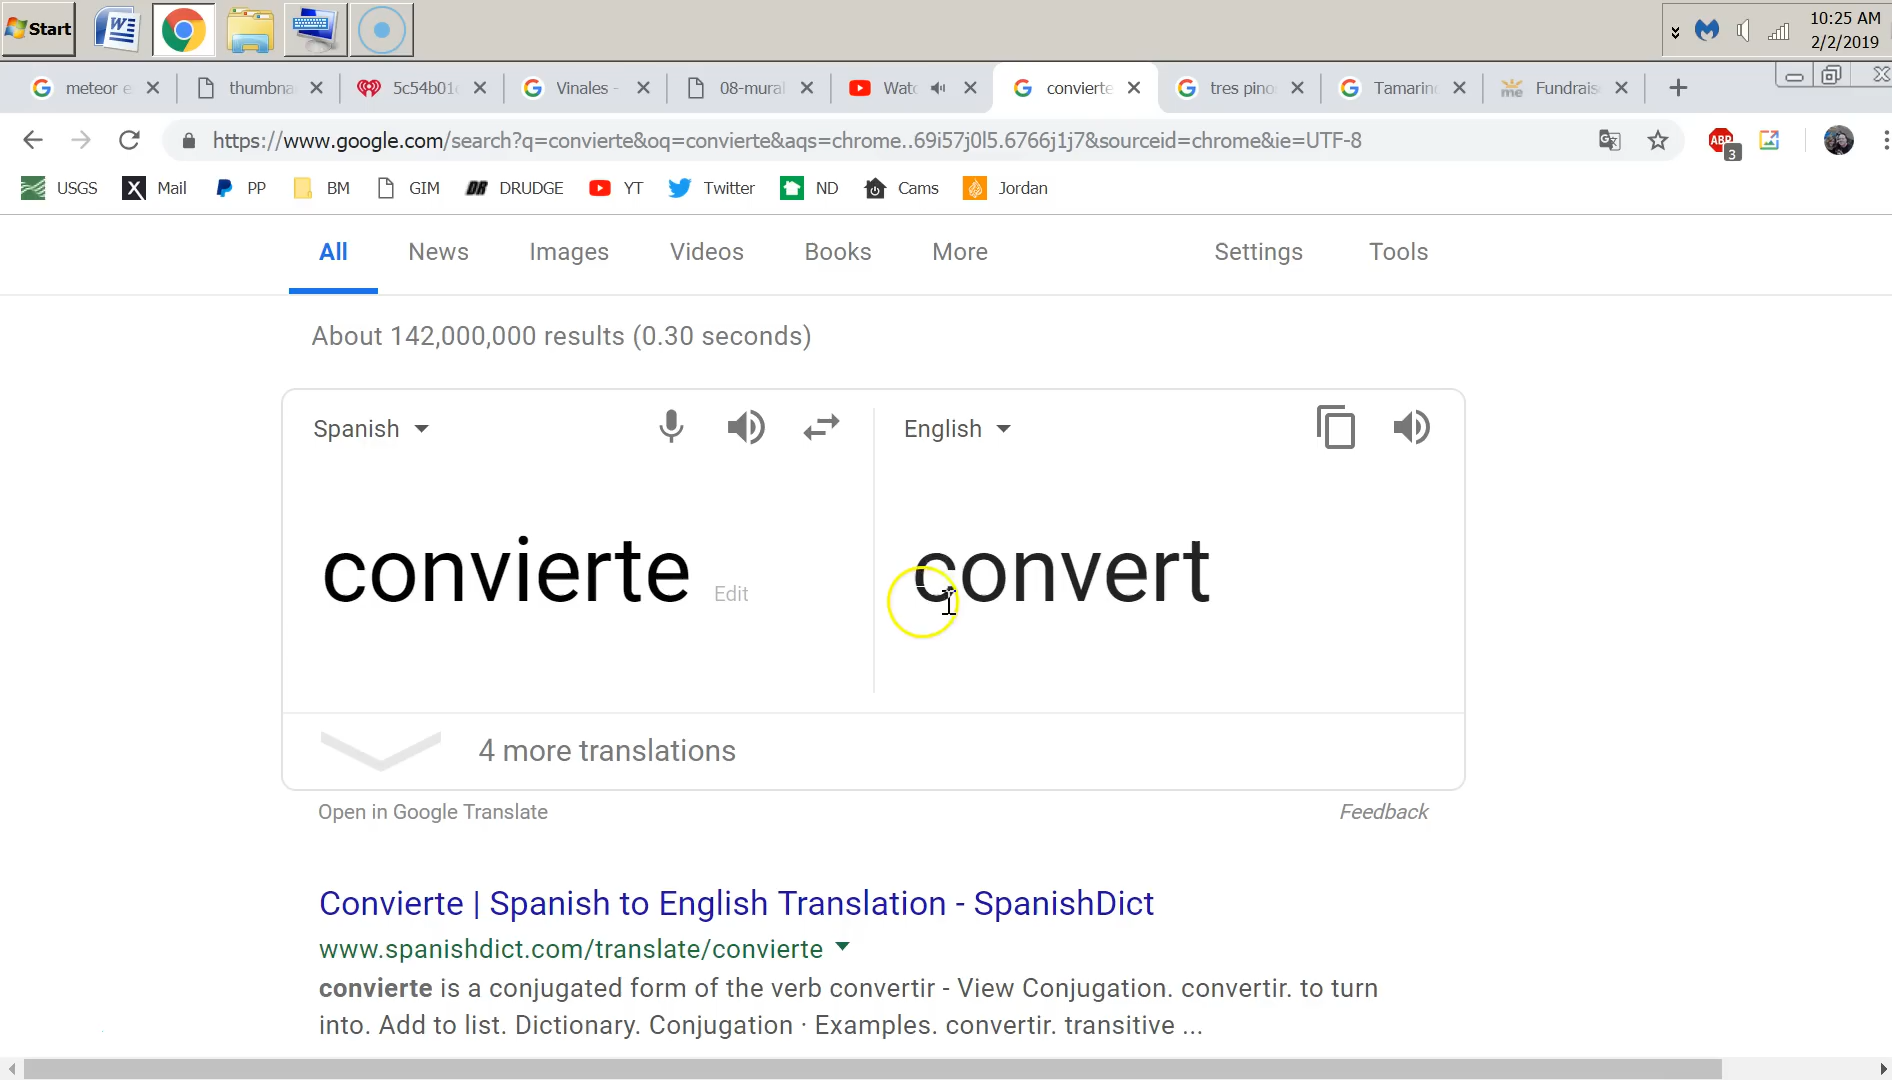 Start
10:25 AM
2/2/2019
meteor e
thumbna
5c54b01
Vinales -
08-mural
Watc
convierte
tres pino
Tamarin
Fundrais
https://www.google.com/search?q=convierte&oq=convierte&aqs=chrome..69i57j0l5.6766j1j7&sourceid=chrome&ie=UTF-8
ABP
3
USGS
X Mail
PP
BM
GIM
DR DRUDGE
YT
Twitter
ND
Cams
Jordan
All
News
Images
Videos
Books
More
Settings
Tools
About 142,000,000 results (0.30 seconds)
Spanish
English
convierte
Edit
convert
4 more translations
Open in Google Translate
Feedback
Convierte | Spanish to English Translation - SpanishDict
www.spanishdict.com/translate/convierte
convierte is a conjugated form of the verb convertir - View Conjugation. convertir. to turn
into. Add to list. Dictionary. Conjugation · Examples. convertir. transitive ...